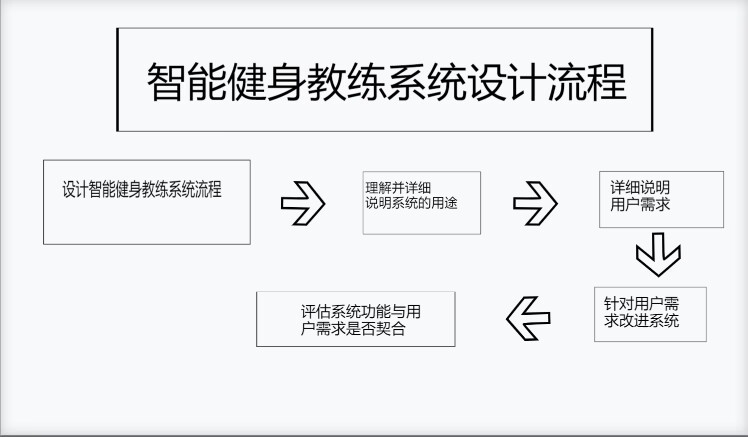 智能健身教练系统设计流程
设计智能健身教练系统流程
理解并详细
说明系统的用途
详细说明
用户需求
针对用户需
求改进系统
评估系统功能与用
户需求是否契合